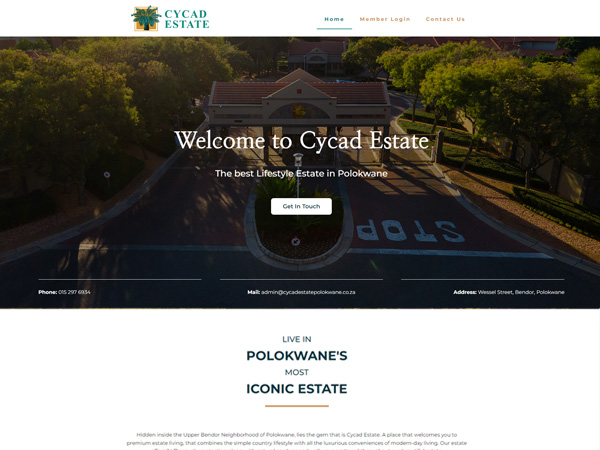 CYCAD
ESTATE
Home Member Login Contact Us
Welcome to Cycad Estate
The best Lifestyle Estate in Polokwane
Get In Touch
STOP
Phone: 015 297 6934 Mail: admin@cycadestatepolokwane.co.za Address: Wessel Street, Bendor, Polokwane
LIVE IN
POLOKWANE'S
MOST
ICONIC ESTATE
Hidden inside the Upper Bendor Neighborhood of Polokwane, lies the gem that is Cycad Estate. A place that welcomes you to
premium estate living, that combines the simple country lifestyle with all the luxurious conveniences of modern-day living. Our estate